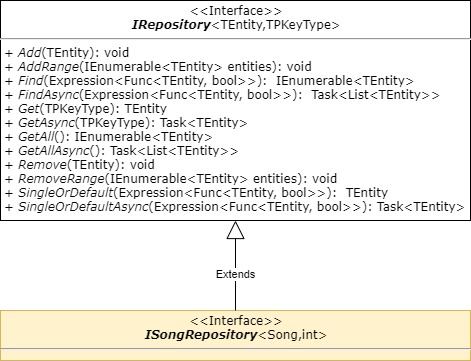 <<Interface>>
IRepository<TEntity,TPKeyType>
+ Add(TEntity): void
+ AddRange(IEnumerable<TEntity> entities): void
+ Find(Expression<Func<TEntity, bool>>): IEnumerable<TEntity>
+ FindAsync(Expression<Func<TEntity, bool>>): Task<List<TEntity>>
+ Get(TPKeyType): TEntity
+ GetAsync(TPKeyType): Task<TEntity>
+ GetAll(): IEnumerable<TEntity>
+ GetAllAsync(): Task<List<TEntity>>
+ Remove(TEntity): void
+ RemoveRange(IEnumerable<TEntity> entities): void
+ SingleOrDefault(Expression<Func<TEntity, bool>>): TEntity
+ SingleOrDefaultAsync(Expression<Func<TEntity, bool>>): Task<TEntity>
Extends
<<Interface>>
ISongRepository<Song,int>